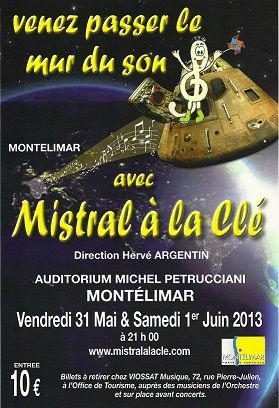 venez passer le
mur du son
MONTELIMAR
avec
Mistral à la Clé
Direction Hervé ARGENTIN
AUDITORIUM MICHEL PETRUCCIANI
MONTÉLIMAR
Vendredi 31 Mai & Samedi 1er Juin 2013
à 21 h 00
www.mistralalacle.com
ENTREE
10 €
MONTÉLIMAR
Billets à retirer chez VIOSSAT Musique, 72, rue Pierre-Julien,
à l'Office de Tourisme, auprès des musiciens de l'Orchestre
et sur place avant concerts.